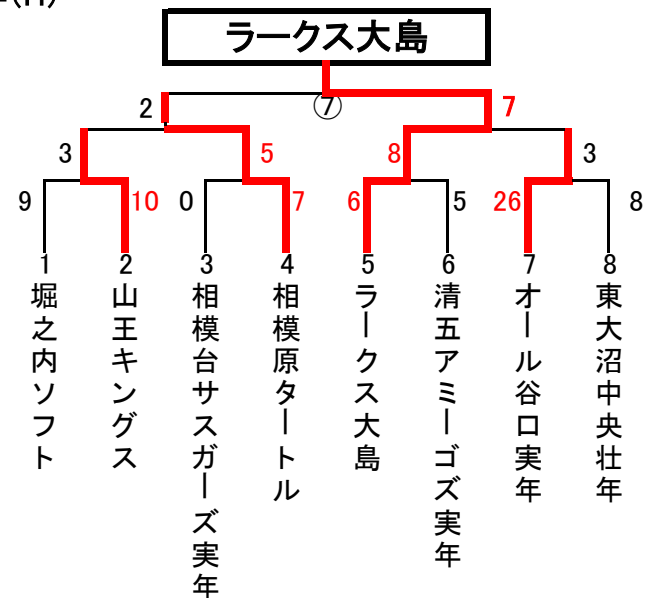 ラークス大島
2 ⑦ 7
3 5 8 3
9 10 0 7 6 5 26 8
1 2 3 4 5 6 7 8
堀之内ソフト
山王キングス
相模台サスガーズ実年
相模原タートル
ラークス大島
清五アミーゴズ実年
オール谷口実年
東大沼中央壮年